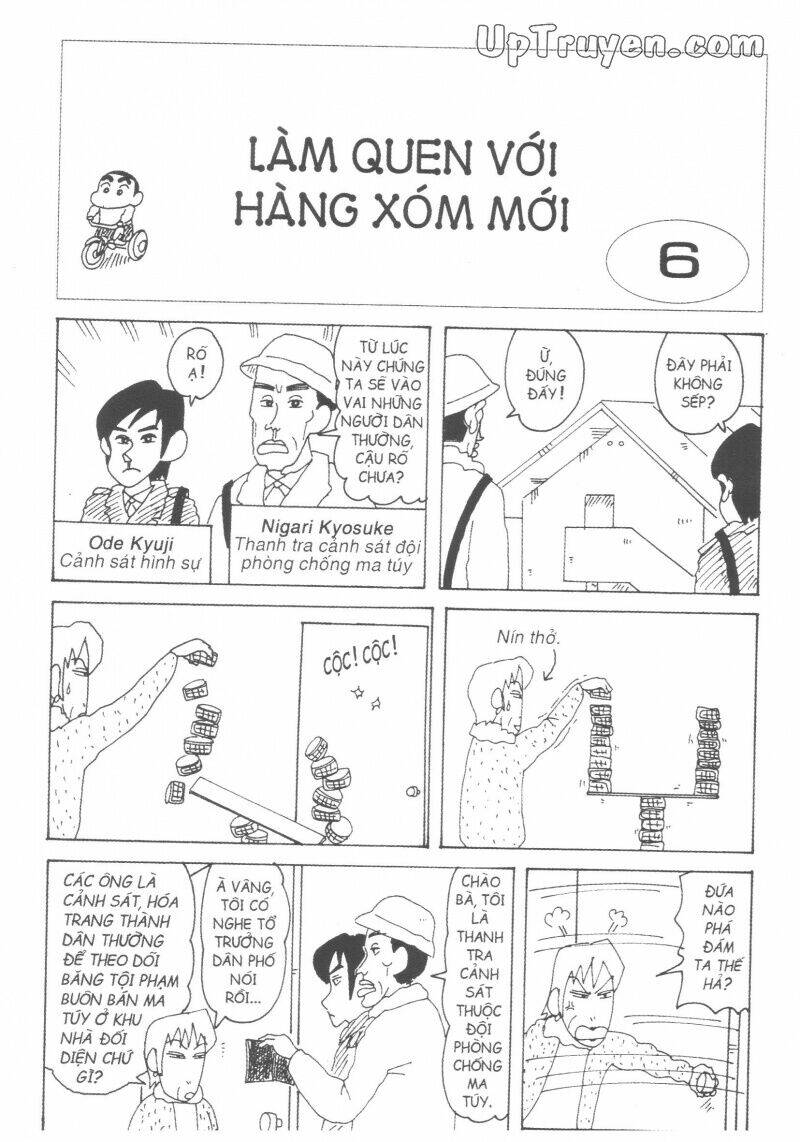 UpTruyen.com
LÀM QUEN VỚI
HÀNG XÓM MỚI
6
ĐÂY PHẢI
KHÔNG
SẾP?
Ừ,
ĐÚNG
ĐẤY!
TỪ LÚC
NÀY CHÚNG
TA SẼ VÀO
VAI NHỮNG
NGƯỜI DÂN
THƯỜNG,
CẬU RÕ
CHƯA?
RÕ
Ạ!
Nigari Kyosuke
Thanh tra cảnh sát đội
phòng chống ma túy
Ode Kyuji
Cảnh sát hình sự
Nín thở.
CỘC! CỘC!
ĐỨA
NÀO
PHÁ
ĐÁM
TA THẾ
HẢ?
CHÀO
BÀ, TÔI
LÀ
THANH
TRA
CẢNH
SÁT
THUỘC
ĐỘI
PHÒNG
CHỐNG
MA
TÚY.
À VÂNG,
TÔI CÓ
NGHE TỔ
TRƯỞNG
DÂN PHỐ
NÓI
RỒI...
CÁC ÔNG LÀ
CẢNH SÁT, HÓA
TRANG THÀNH
DÂN THƯỜNG
ĐỂ THEO DÕI
BĂNG TỘI PHẠM
BUÔN BÁN MA
TÚY Ở KHU
NHÀ ĐỐI
DIỆN CHỨ
GÌ?